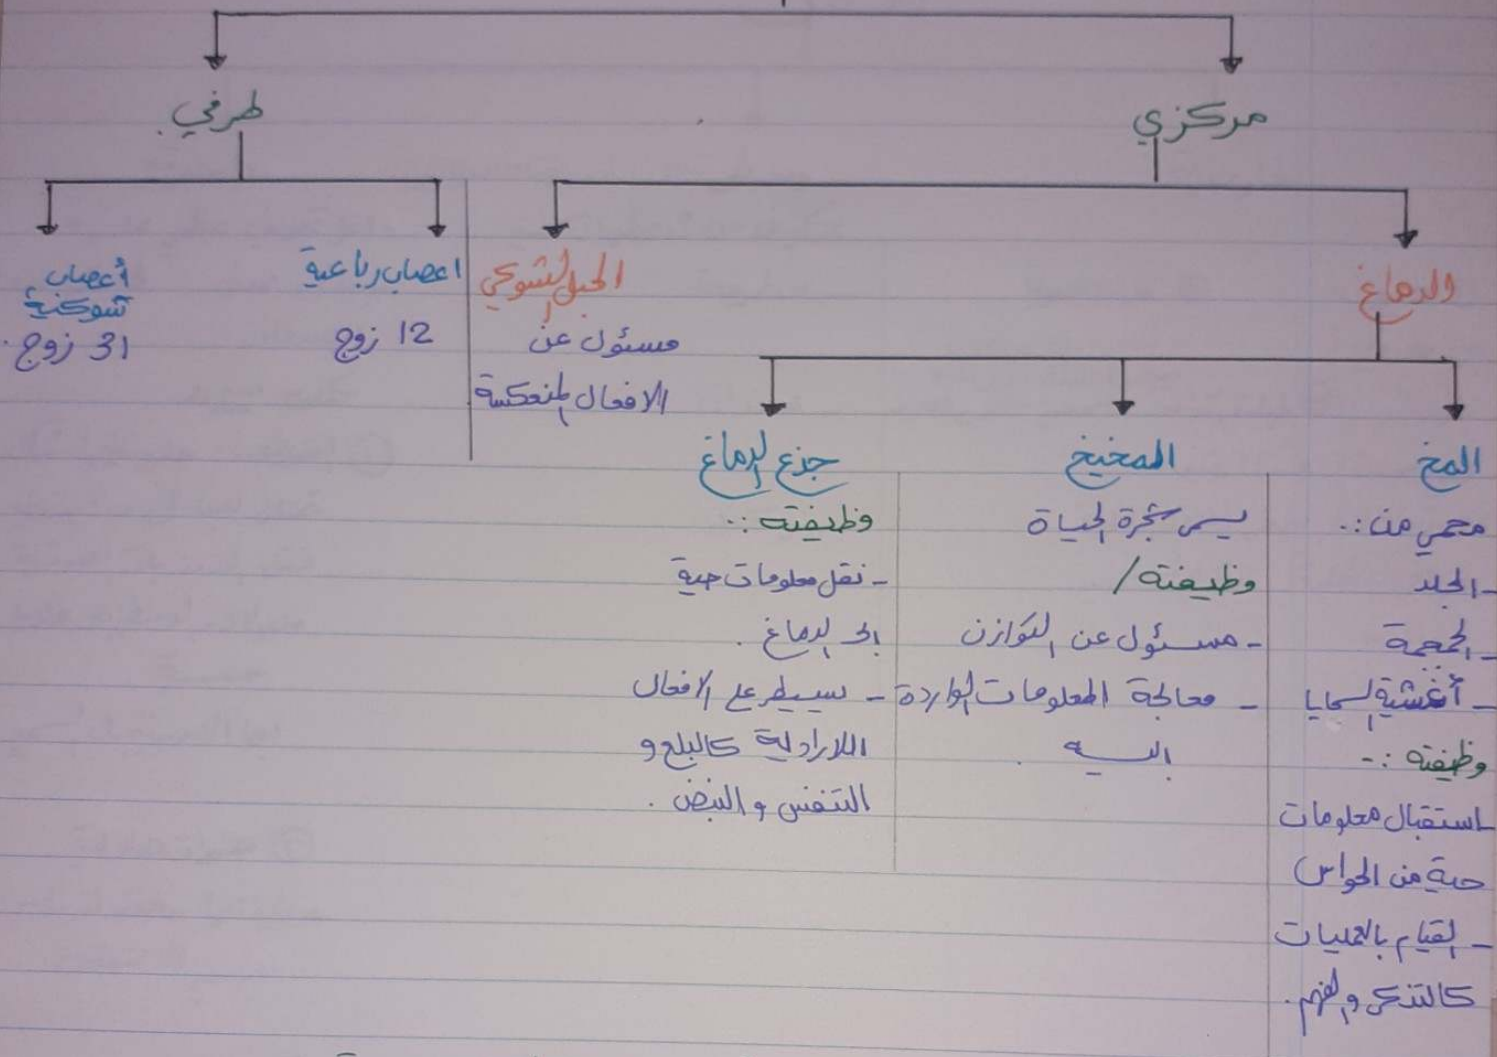 مركزي
طرفي
الدماغ
الحبل الشوكي
مسئول عن
الافعال المنعكسة
اعصاب رباعية
12 زوج
أعصاب
شوكية
31 زوج
المخ
محمي من :.
- الجلد
- الجمجمة
- أغشية السحايا
وظيفته :-
استقبال معلومات
حسية من الحواس
- القيام بالعمليات
كالتذكر والفهم.
المخيخ
يسمى شجرة الحياة
وظيفته /
- مسئول عن التوازن
- معالجة المعلومات الواردة
اليه .
جذع الدماغ
وظيفته :.
- نقل معلومات حسية
الى الدماغ .
- يسيطر على الافعال
اللارادية كالبلع و
التنفس و النبض .